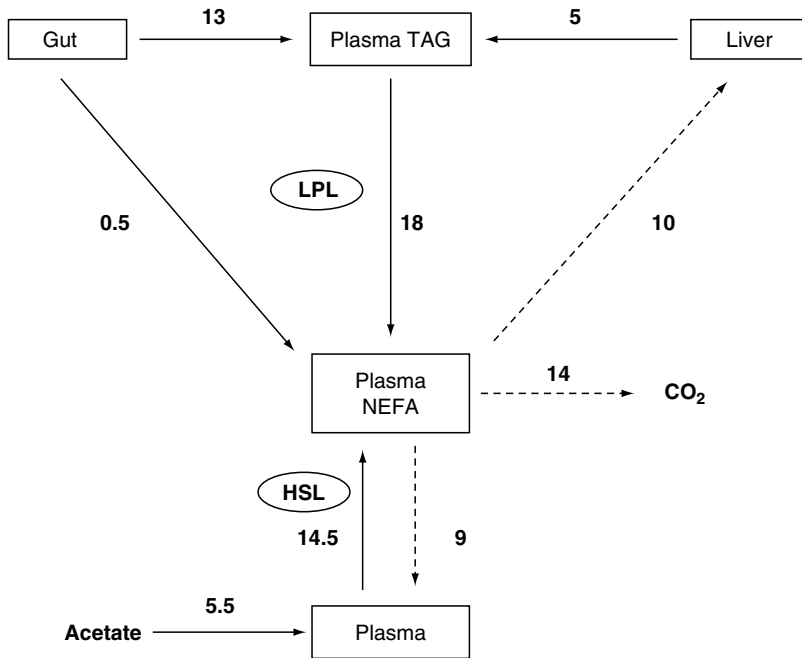 13
5
Gut
Plasma TAG
Liver
LPL
0.5
18
10
Plasma
NEFA
14
CO₂
HSL
14.5
9
5.5
Acetate
Plasma